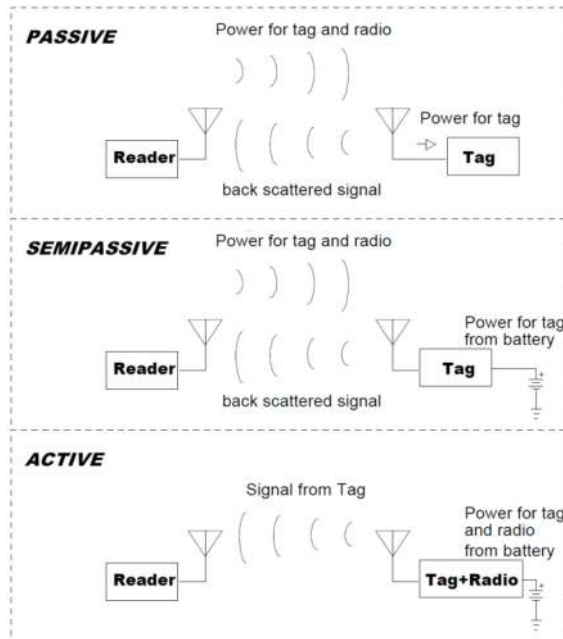 PASSIVE
Power for tag and radio
Power for tag
Reader
Tag
back scattered signal
SEMIPASSIVE
Power for tag and radio
Power for tag
from battery
Reader
Tag
+
back scattered signal
ACTIVE
Signal from Tag
Power for tag
and radio
from battery
Reader
Tag+Radio
+